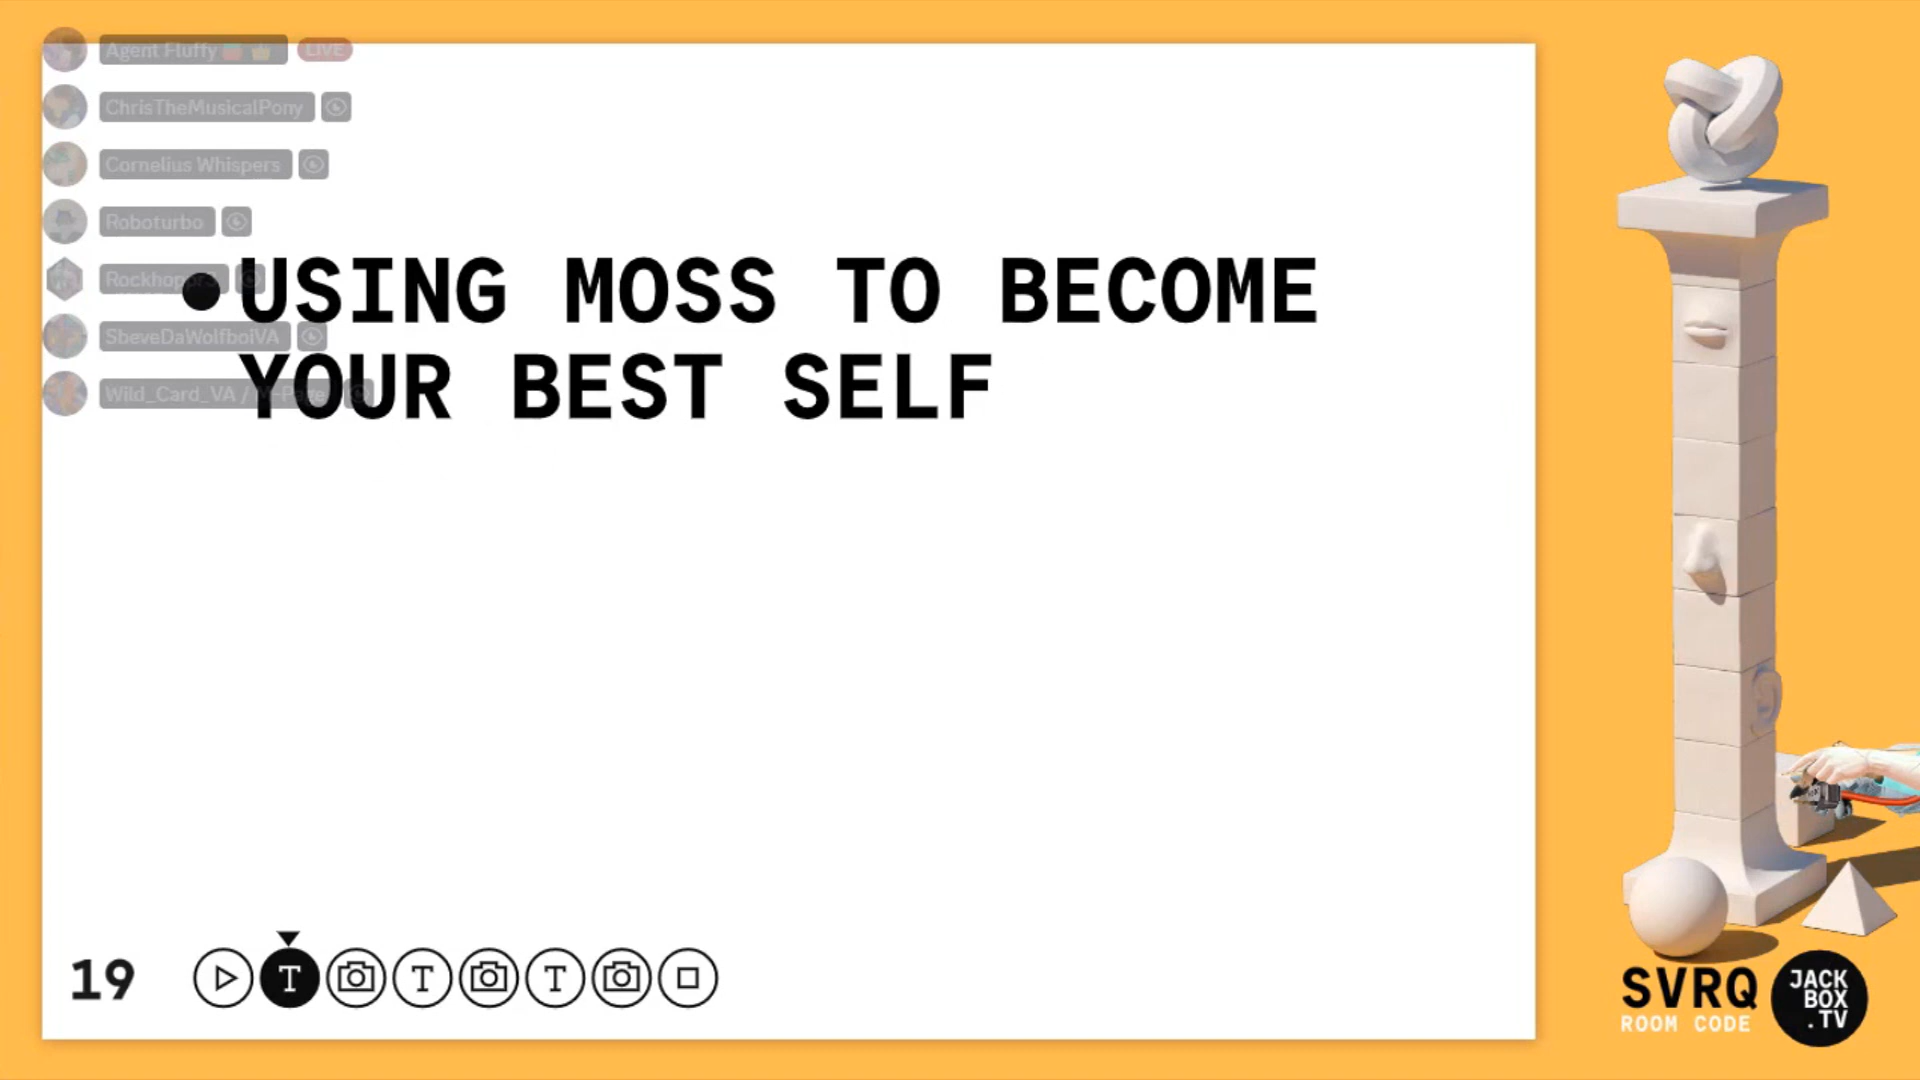 Agent Fluffy LIVE
ChrisTheMusicalPony
Cornelius Whispers
Roboturbo
SbeveDaWolfboiVA
Wild_Card_VA /
• USING MOSS TO BECOME
YOUR BEST SELF
19
T T T
SVRQ
ROOM CODE
JACK
BOX
.TV